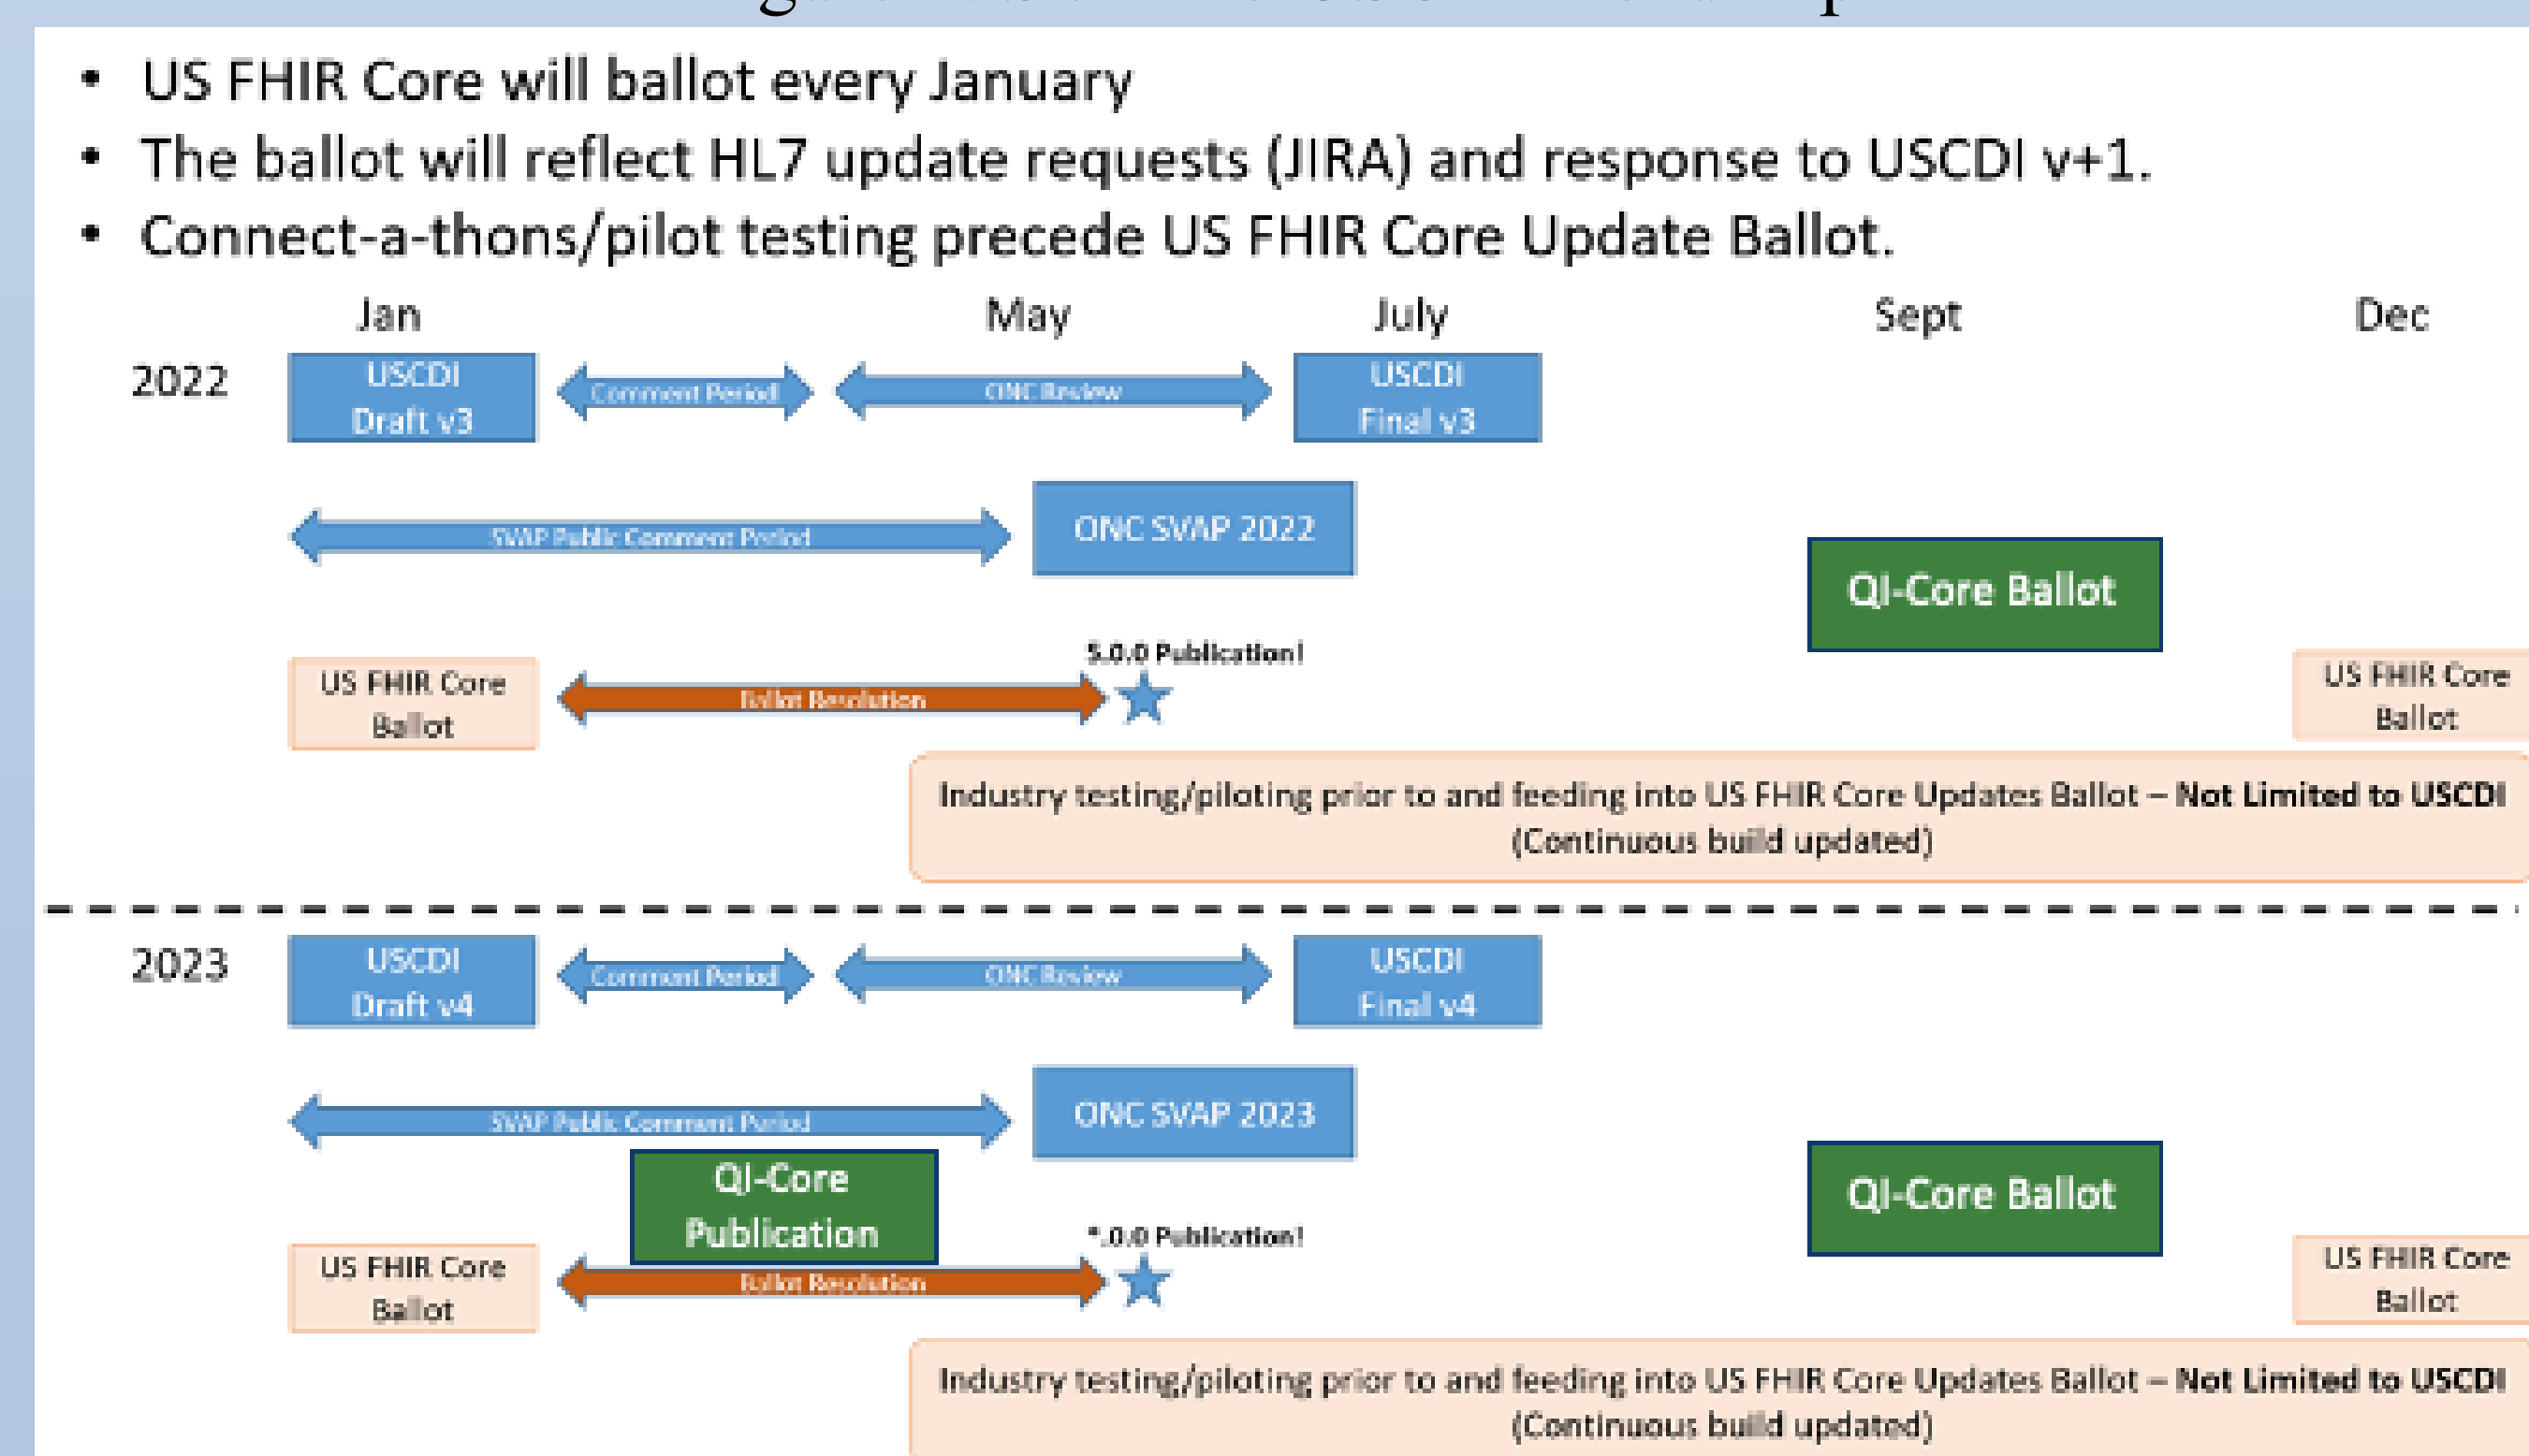 • US FHIR Core will ballot every January
• The ballot will reflect HL7 update requests (JIRA) and response to USCDI v+1.
• Connect-a-thons/pilot testing precede US FHIR Core Update Ballot.
Jan May July Sept Dec
2022
USCDI
Draft v3
Comment Period
ONC Review
USCDI
Final v3
SVAP Public Comment Period
ONC SVAP 2022
QI-Core Ballot
5.0.0 Publication!
US FHIR Core
Ballot
Ballot Resolution
US FHIR Core
Ballot
Industry testing/piloting prior to and feeding into US FHIR Core Updates Ballot – Not Limited to USCDI
(Continuous build updated)
2023
USCDI
Draft v4
Comment Period
ONC Review
USCDI
Final v4
SVAP Public Comment Period
ONC SVAP 2023
QI-Core
Publication
QI-Core Ballot
*.0.0 Publication!
US FHIR Core
Ballot
Ballot Resolution
US FHIR Core
Ballot
Industry testing/piloting prior to and feeding into US FHIR Core Updates Ballot – Not Limited to USCDI
(Continuous build updated)